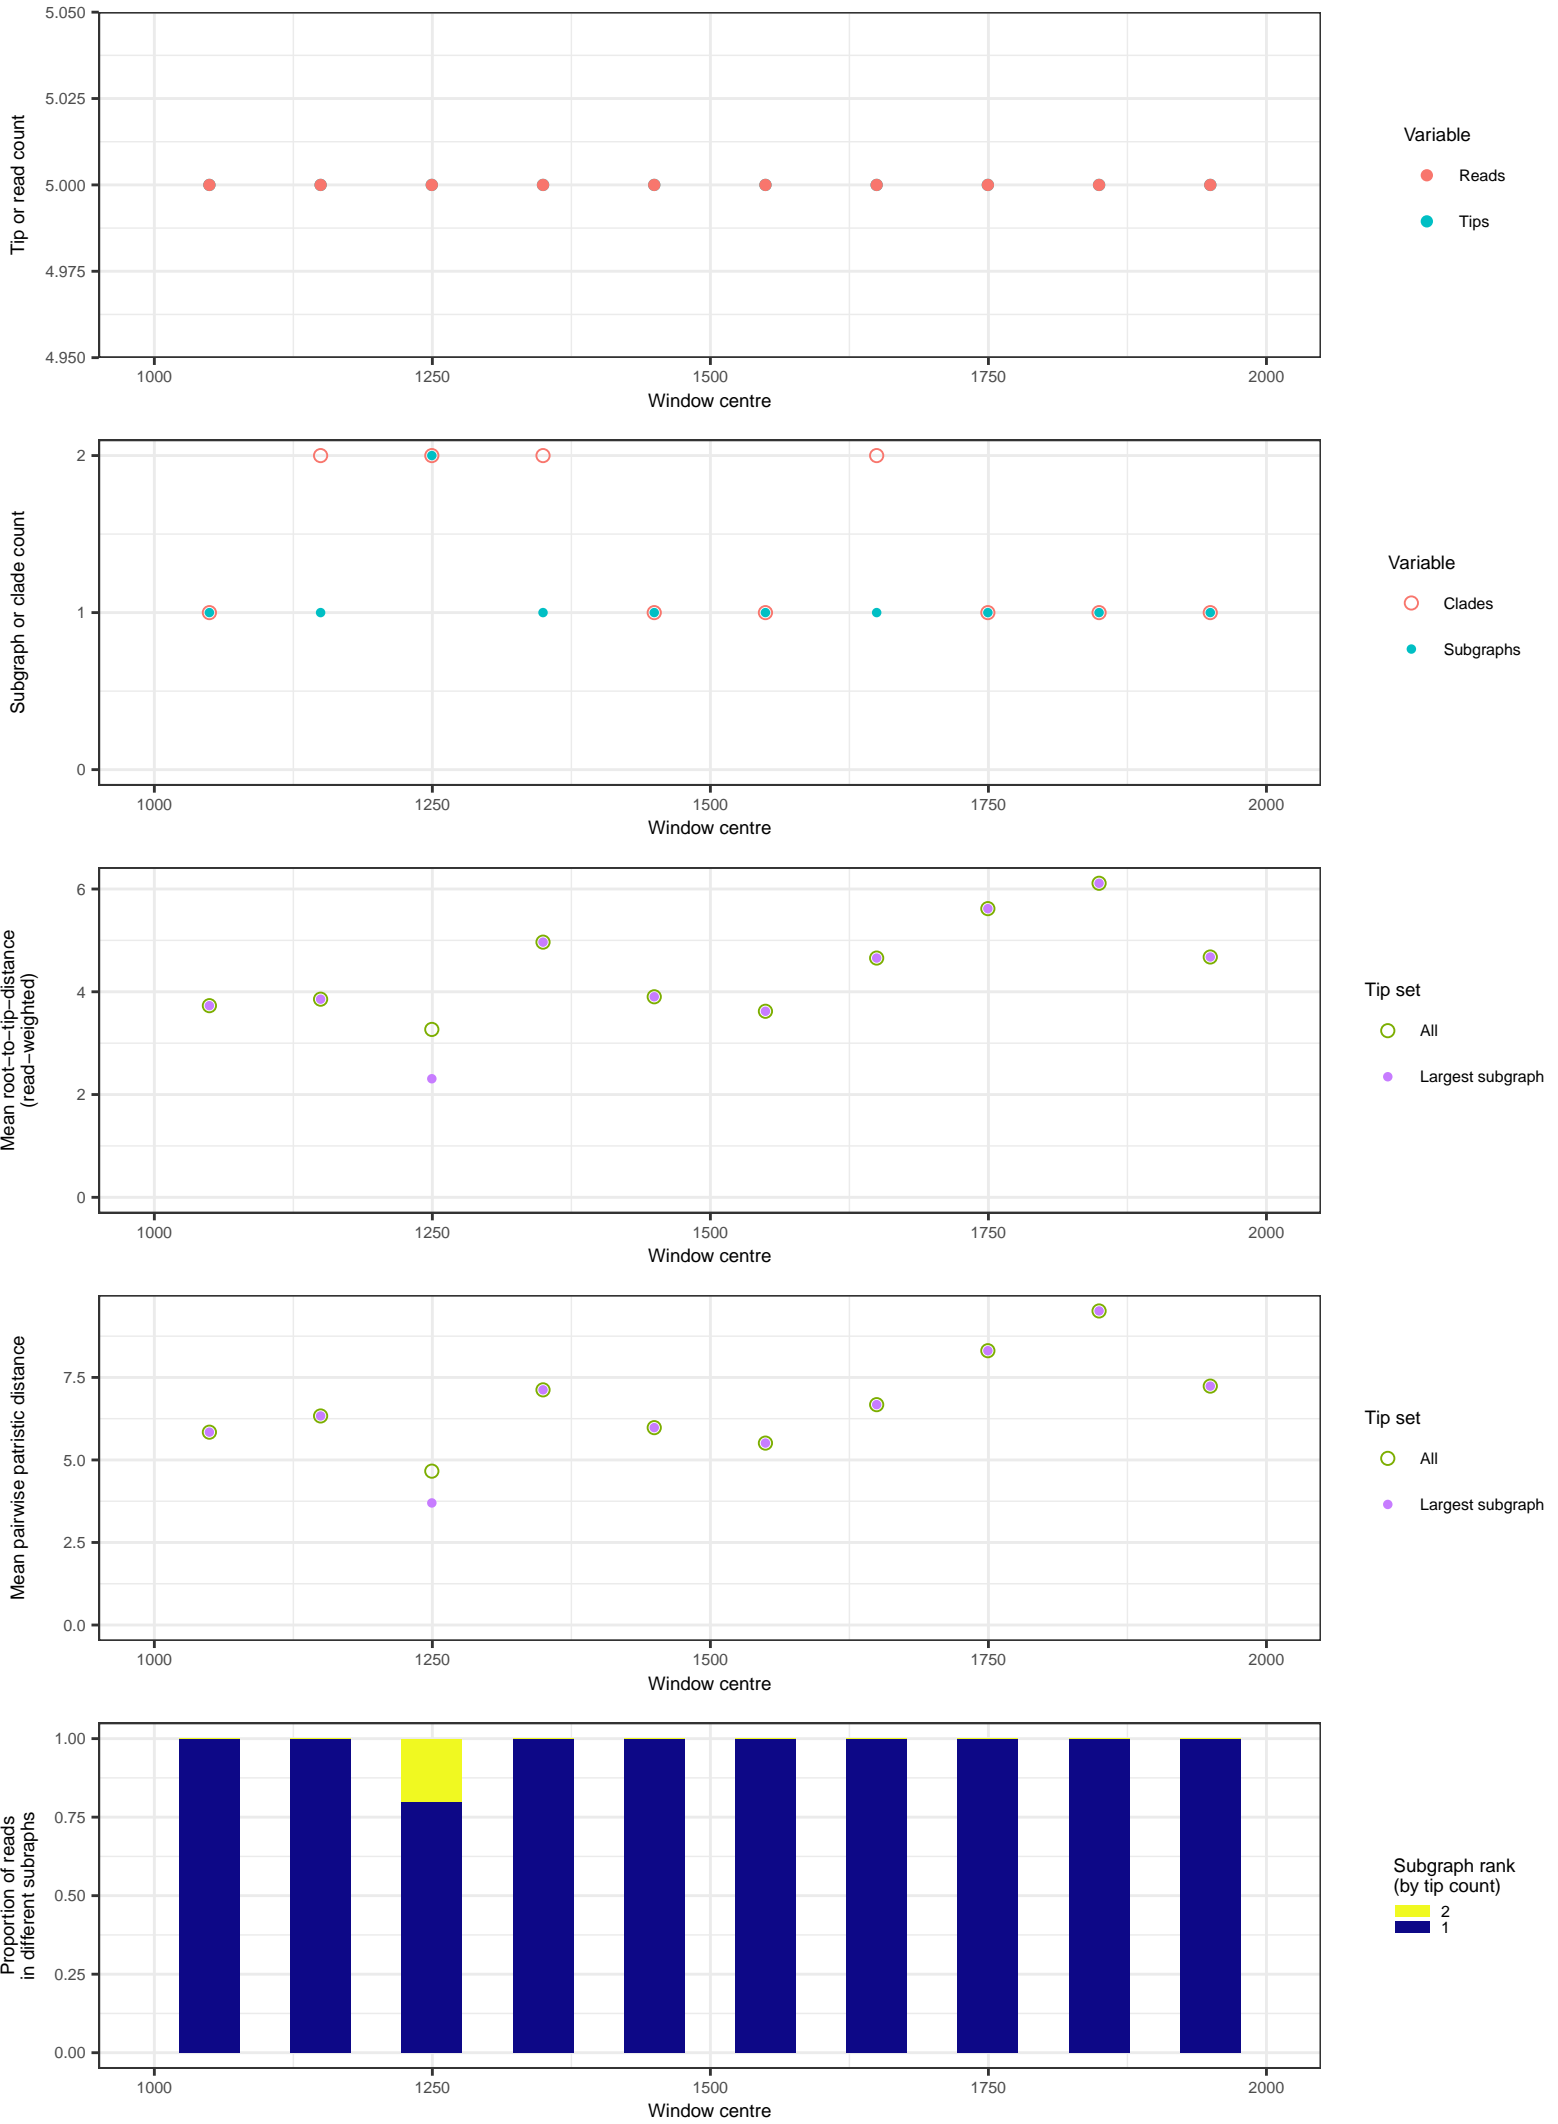 5.050
5.025
5.000
4.975
4.950
Tip or read count
1000 1250 1500 1750 2000
Window centre
Variable
Reads
Tips
2
1
0
Subgraph or clade count
1000 1250 1500 1750 2000
Window centre
Variable
Clades
Subgraphs
6
4
2
0
Mean root−to−tip−distance
(read−weighted)
1000 1250 1500 1750 2000
Window centre
Tip set
All
Largest subgraph
7.5
5.0
2.5
0.0
Mean pairwise patristic distance
1000 1250 1500 1750 2000
Window centre
Tip set
All
Largest subgraph
1.00
0.75
0.50
0.25
0.00
Proportion of reads
in different subraphs
1000 1250 1500 1750 2000
Window centre
Subgraph rank
(by tip count)
2
1